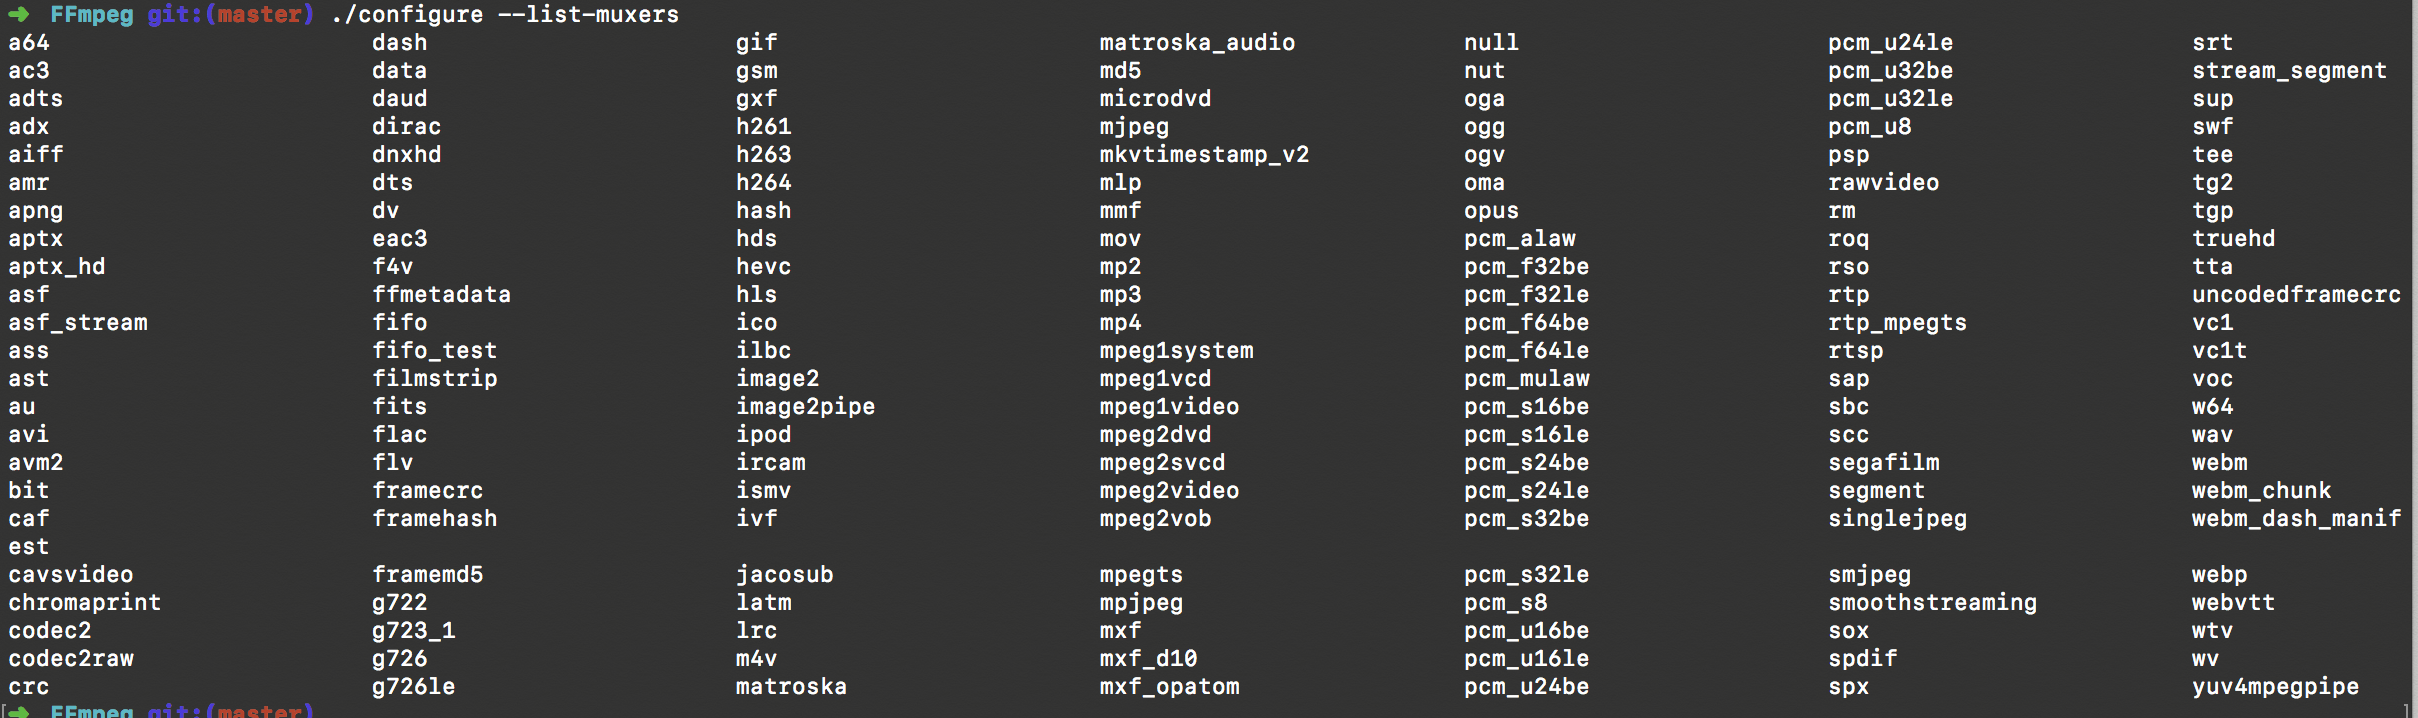 ➜  FFmpeg git:(master) ./configure --list-muxers
a64 dash gif matroska_audio null pcm_u24le srt
ac3 data gsm md5 nut pcm_u32be stream_segment
adts daud gxf microdvd oga pcm_u32le sup
adx dirac h261 mjpeg ogg pcm_u8 swf
aiff dnxhd h263 mkvtimestamp_v2 ogv psp tee
amr dts h264 mlp oma rawvideo tg2
apng dv hash mmf opus rm tgp
aptx eac3 hds mov pcm_alaw roq truehd
aptx_hd f4v hevc mp2 pcm_f32be rso tta
asf ffmetadata hls mp3 pcm_f32le rtp uncodedframecrc
asf_stream fifo ico mp4 pcm_f64be rtp_mpegts vc1
ass fifo_test ilbc mpeg1system pcm_f64le rtsp vc1t
ast filmstrip image2 mpeg1vcd pcm_mulaw sap voc
au fits image2pipe mpeg1video pcm_s16be sbc w64
avi flac ipod mpeg2dvd pcm_s16le scc wav
avm2 flv ircam mpeg2svcd pcm_s24be segafilm webm
bit framecrc ismv mpeg2video pcm_s24le segment webm_chunk
caf framehash ivf mpeg2vob pcm_s32be singlejpeg webm_dash_manif
est
cavsvideo framemd5 jacosub mpegts pcm_s32le smjpeg webp
chromaprint g722 latm mpjpeg pcm_s8 smoothstreaming webvtt
codec2 g723_1 lrc mxf pcm_u16be sox wtv
codec2raw g726 m4v mxf_d10 pcm_u16le spdif wv
crc g726le matroska mxf_opatom pcm_u24be spx yuv4mpegpipe
[➜  FFmpeg git:(master) ]